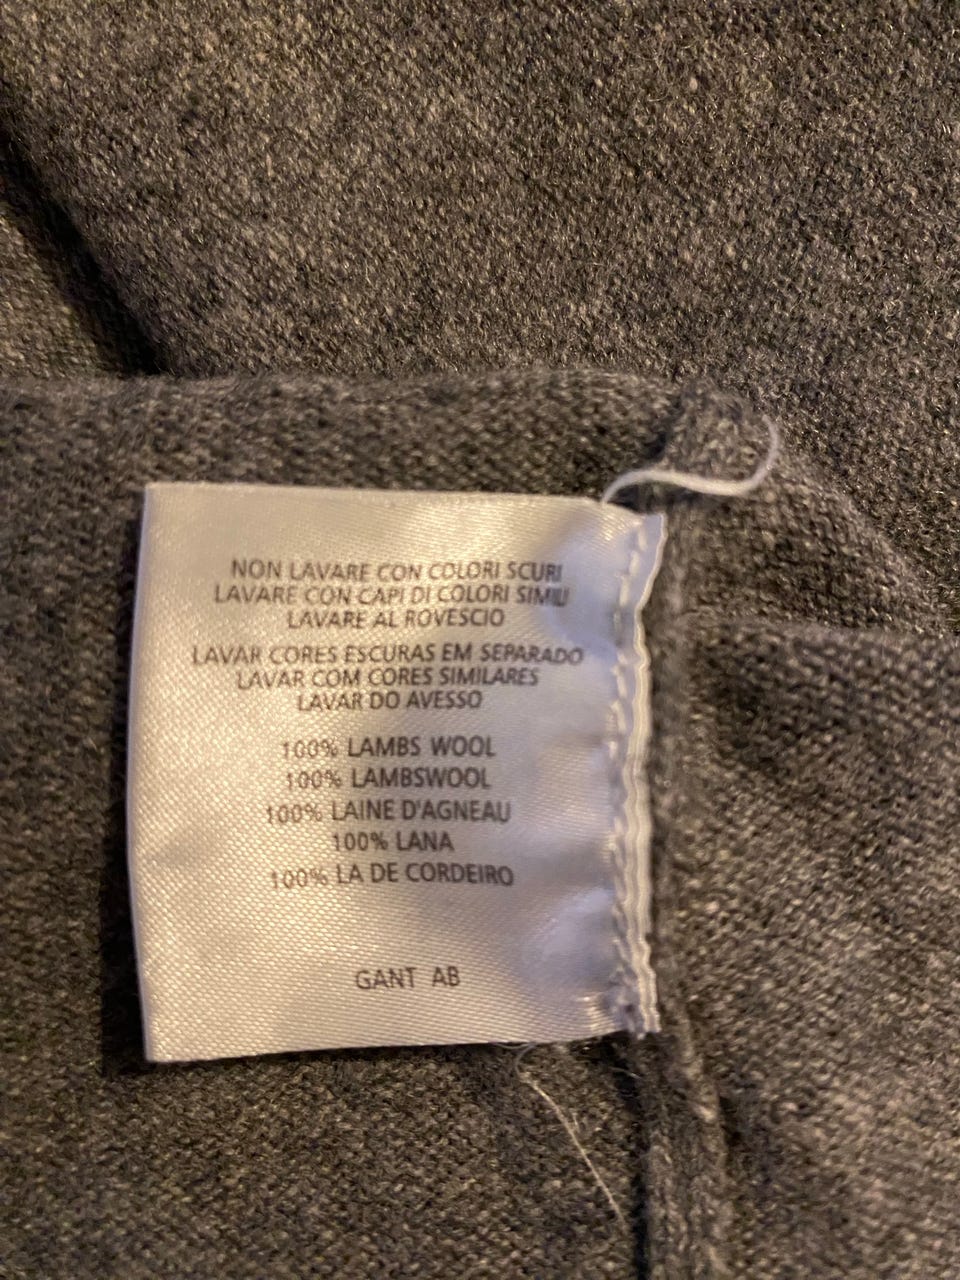 NON LAVARE CON COLORI SCURI
LAVARE CON CAPI DI COLORI SIMILI
LAVARE AL ROVESCIO
LAVAR CORES ESCURAS EM SEPARADO
LAVAR COM CORES SIMILARES
LAVAR DO AVESSO
100% LAMBS WOOL
100% LAMBSWOOL
100% LAINE D'AGNEAU
100% LANA
100% LA DE CORDEIRO
GANT AB